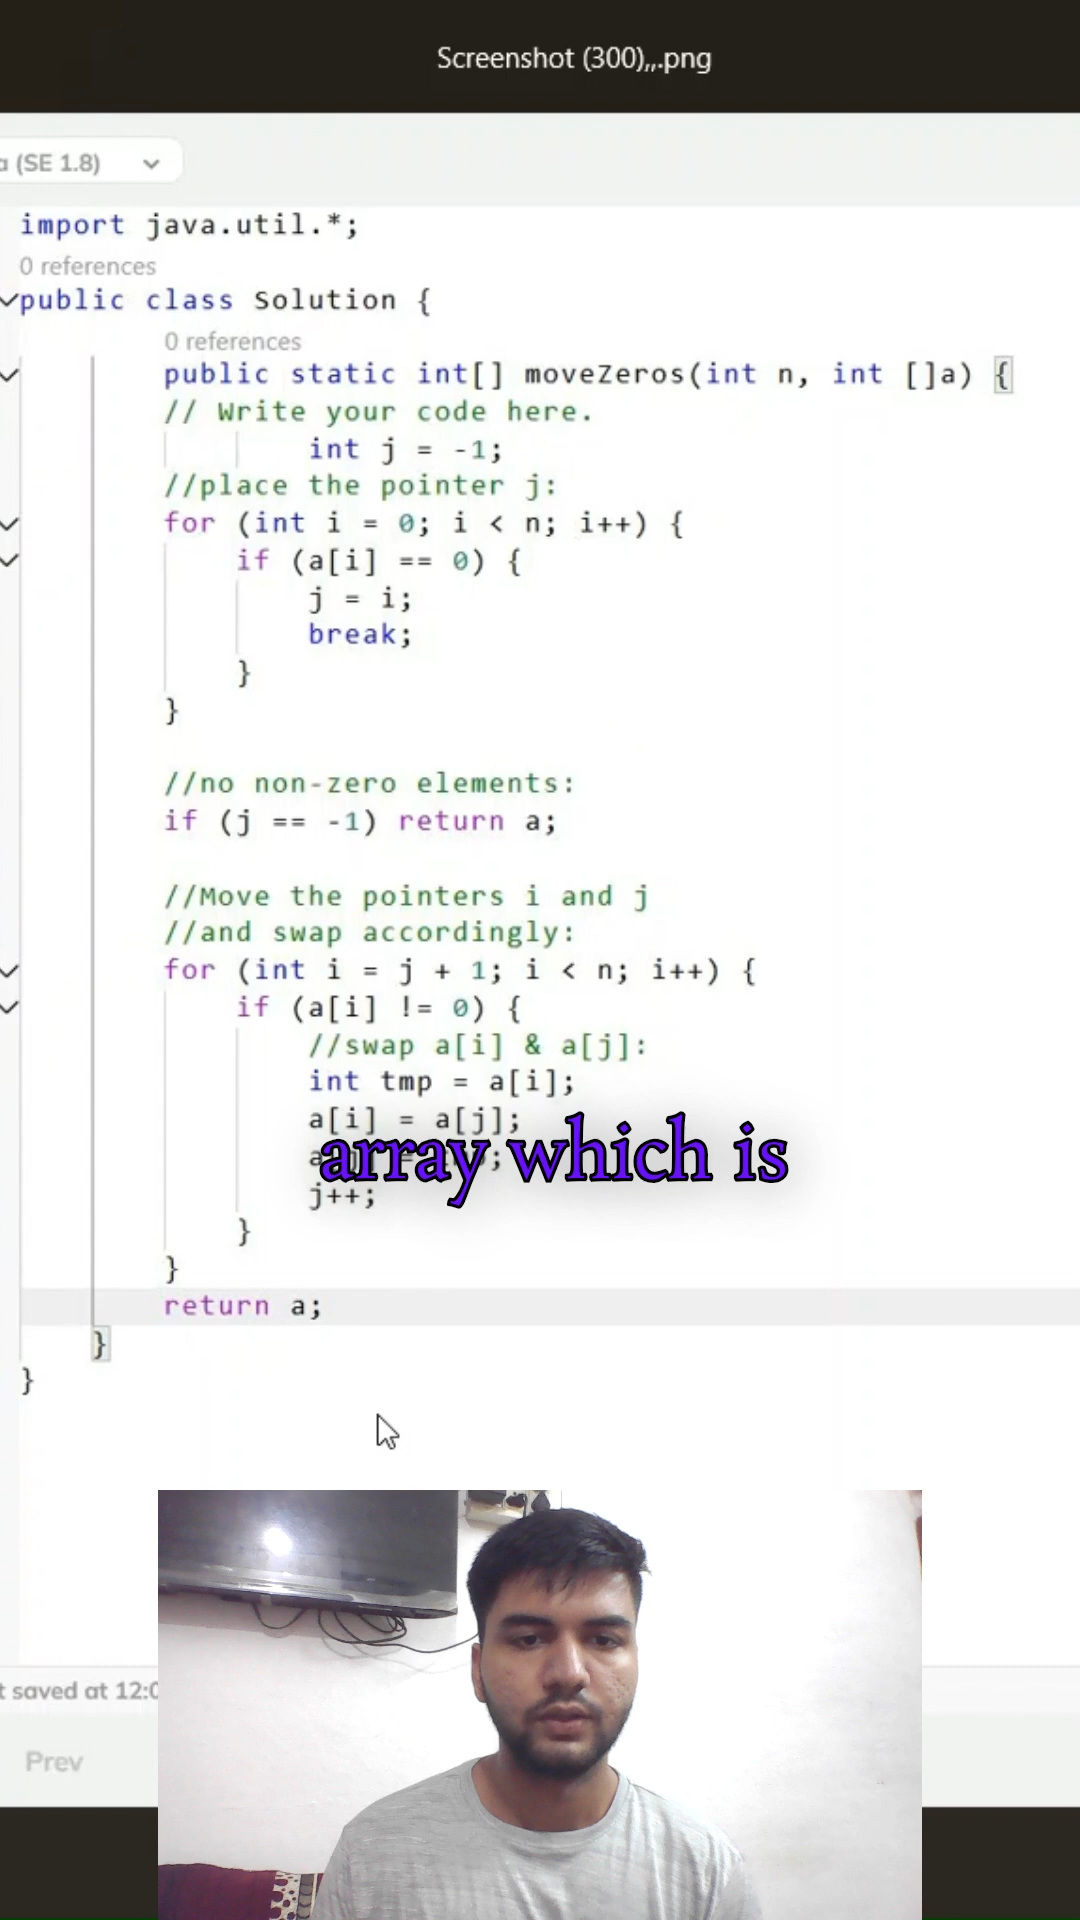 Screenshot (300),,.png
a (SE 1.8)
import java.util.*;
0 references
public class Solution {
0 references
public static int[] moveZeros(int n, int []a) {
// Write your code here.
int j = -1;
//place the pointer j:
for (int i = 0; i < n; i++) {
if (a[i] == 0) {
j = i;
break;
}
}
//no non-zero elements:
if (j == -1) return a;
//Move the pointers i and j
//and swap accordingly:
for (int i = j + 1; i < n; i++) {
if (a[i] != 0) {
//swap a[i] & a[j]:
int tmp = a[i];
a[i] = a[j];
array which is
j++;
}
}
return a;
}
}
t saved at 12:0
Prev